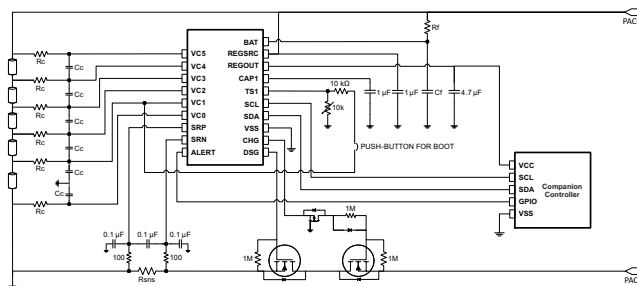 PAC
Rf
BAT
REGSRC
Rc
Cc
VC5
REGOUT
Rc
Cc
VC4
CAP1
10 kΩ
1 µF
1 µF
Cf
4.7 µF
Rc
Cc
VC3
TS1
Rc
VC2
SCL
10k
Cc
VC1
SDA
VC0
VSS
Rc
SRP
CHG
PUSH-BUTTON FOR BOOT
Cc
SRN
DSG
ALERT
VCC
SCL
SDA
GPIO
VSS
Companion
Controller
Cc
Rc
1M
0.1 µF
0.1 µF
0.1 µF
100
100
1M
1M
Rsns
PAC